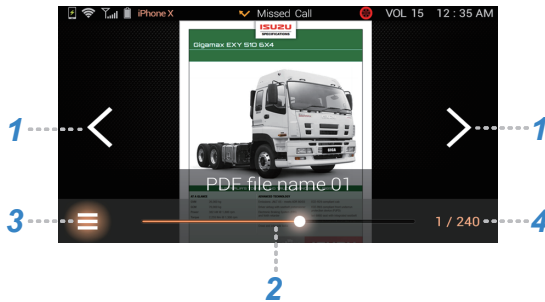 iPhone X Missed Call VOL 15 12 : 35 AM
ISUZU
SPECIFICATIONS
Gigamax EXY 51D 6X4
1 1
PDF file name 01
3 1 / 240 4
2